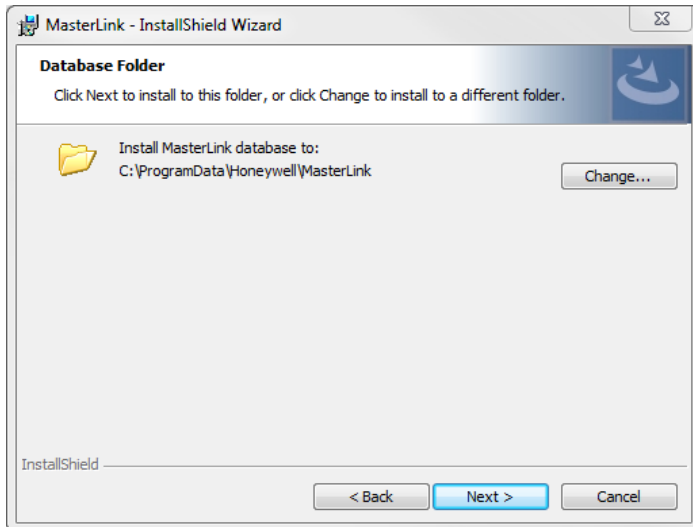 MasterLink - InstallShield Wizard
Database Folder
Click Next to install to this folder, or click Change to install to a different folder.
Install MasterLink database to:
C:\ProgramData\Honeywell\MasterLink
Change...
InstallShield
< Back
Next >
Cancel